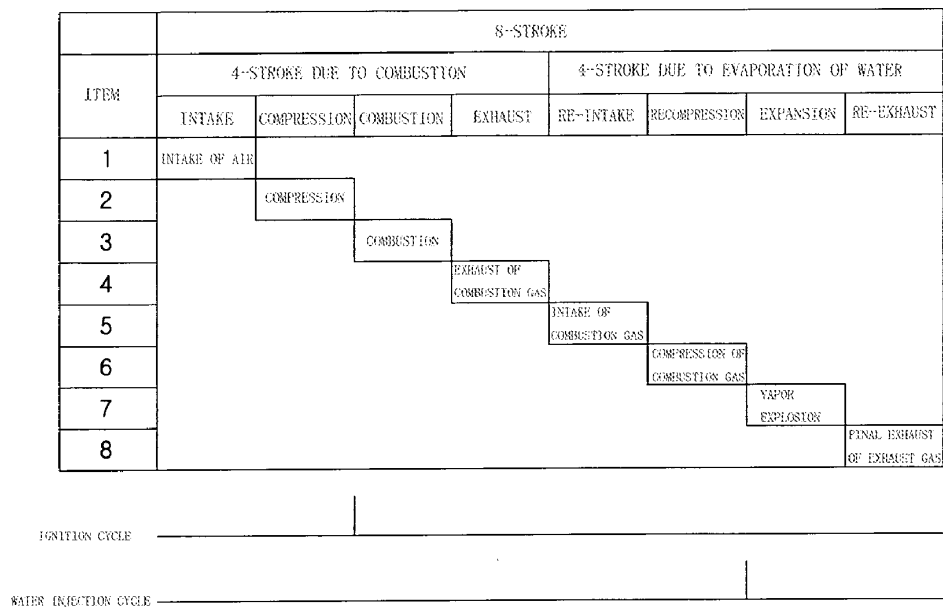 8-STROKE
ITEM
4-STROKE DUE TO COMBUSTION
4-STROKE DUE TO EVAPORATION OF WATER
INTAKE
COMPRESSION
COMBUSTION
EXHAUST
RE-INTAKE
RECOMPRESSION
EXPANSION
RE-EXHAUST
1
INTAKE OF AIR
2
COMPRESSION
3
COMBUSTION
4
EXHAUST OF
COMBUSTION GAS
5
INTAKE OF
COMBUSTION GAS
6
COMPRESSION OF
COMBUSTION GAS
7
VAPOR
EXPLOSION
8
FINAL EXHAUST
OF EXHAUST GAS
IGNITION CYCLE
WATER INJECTION CYCLE